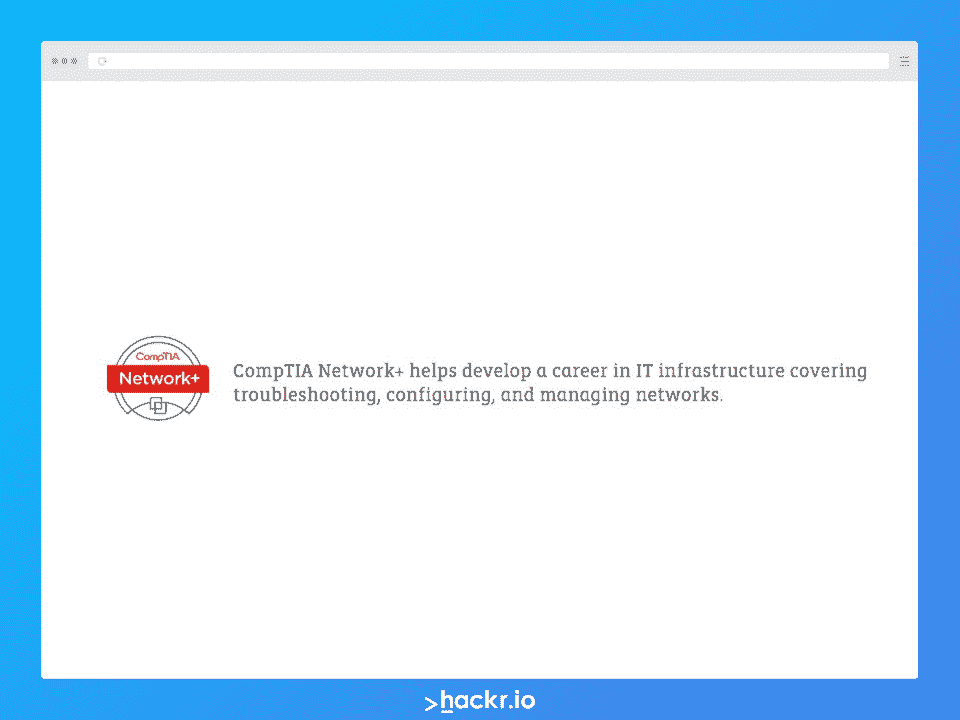 CompTIA
Network+
CompTIA Network+ helps develop a career in IT infrastructure covering
troubleshooting, configuring, and managing networks.
>hackr.io